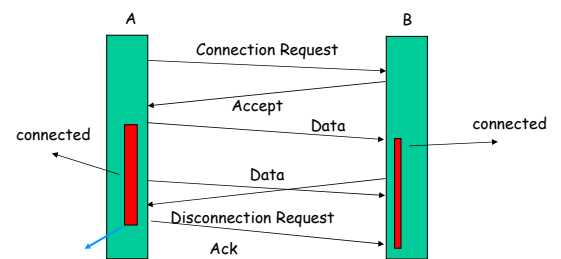 A
B
Connection Request
Accept
Data
connected
connected
Data
Disconnection Request
Ack